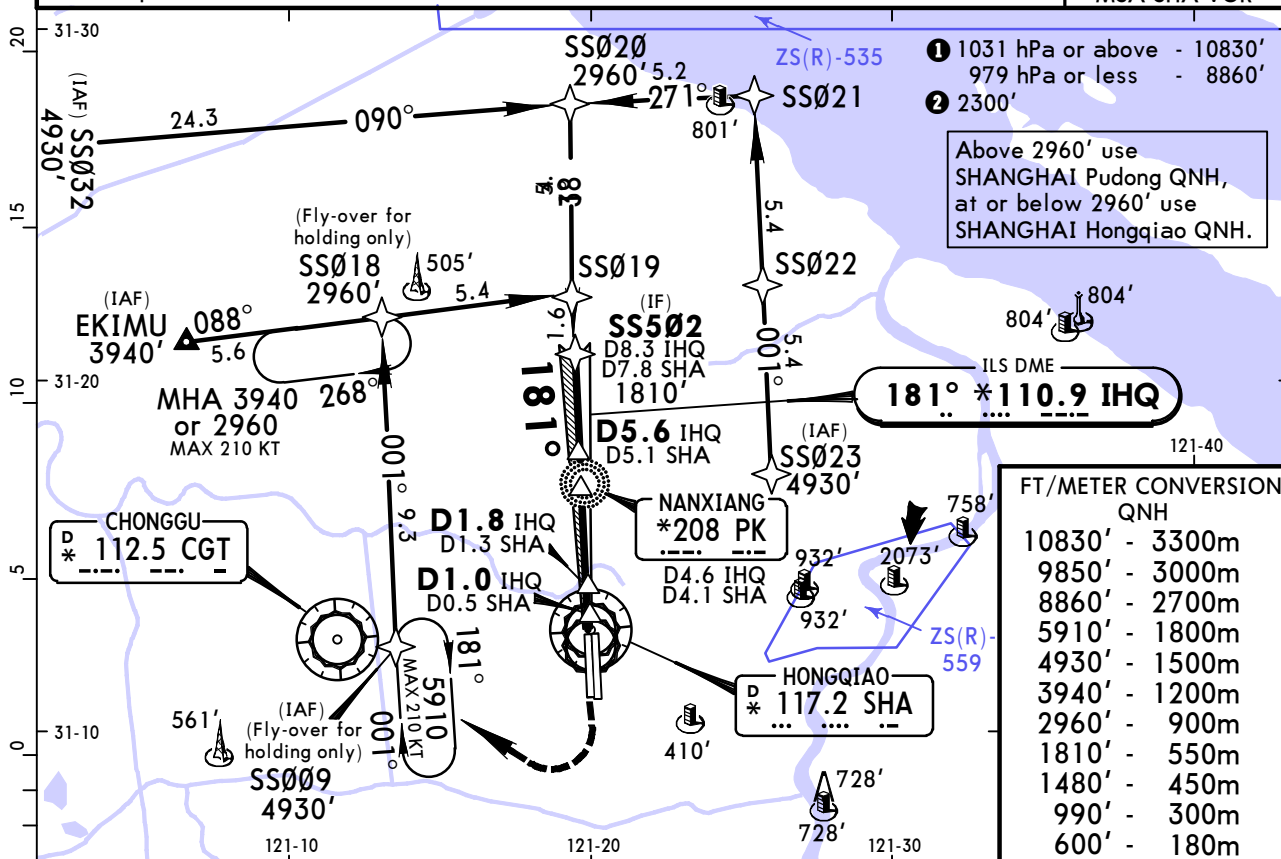 MSA SHA VOR
20
31-30
SSØ2Ø
2960'
5.2
271°
ZS(R)-535
SSØ21
801'
❶ 1031 hPa or above - 10830'
979 hPa or less - 8860'
❷ 2300'
(IAF)
SSØ32
4930'
24.3
090°
Above 2960' use
SHANGHAI Pudong QNH,
at or below 2960' use
SHANGHAI Hongqiao QNH.
15
5.4
(Fly-over for
holding only)
SSØ18
2960'
505'
5.4
SSØ19
SSØ22
(IAF)
EKIMU
3940'
088°
5.6
1.6
(IF)
SS5Ø2
D8.3 IHQ
D7.8 SHA
1810'
001°
5.4
804'
804'
10
31-20
MHA 3940
or 2960
MAX 210 KT
268°
181°
ILS DME
181° *110.9 IHQ
D5.6 IHQ
D5.1 SHA
(IAF)
SSØ23
4930'
121-40
001°
9.3
CHONGGU
D
* 112.5 CGT
D1.8 IHQ
D1.3 SHA
NANXIANG
*208 PK
D4.6 IHQ
D4.1 SHA
758'
2073'
932'
932'
5
D1.0 IHQ
D0.5 SHA
ZS(R)-
559
181°
5910
MAX 210 KT
001°
HONGQIAO
D
* 117.2 SHA
561'
(IAF)
(Fly-over for
holding only)
SSØØ9
4930'
410'
0
31-10
728'
728'
121-10
121-20
121-30
FT/METER CONVERSION
QNH
10830' - 3300m
9850' - 3000m
8860' - 2700m
5910' - 1800m
4930' - 1500m
3940' - 1200m
2960' - 900m
1810' - 550m
1480' - 450m
990' - 300m
600' - 180m